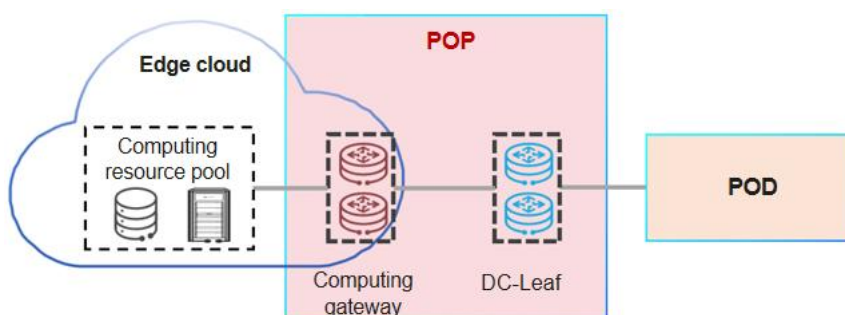 POP
Edge cloud
Computing
resource pool
POD
Computing
gateway
DC-Leaf